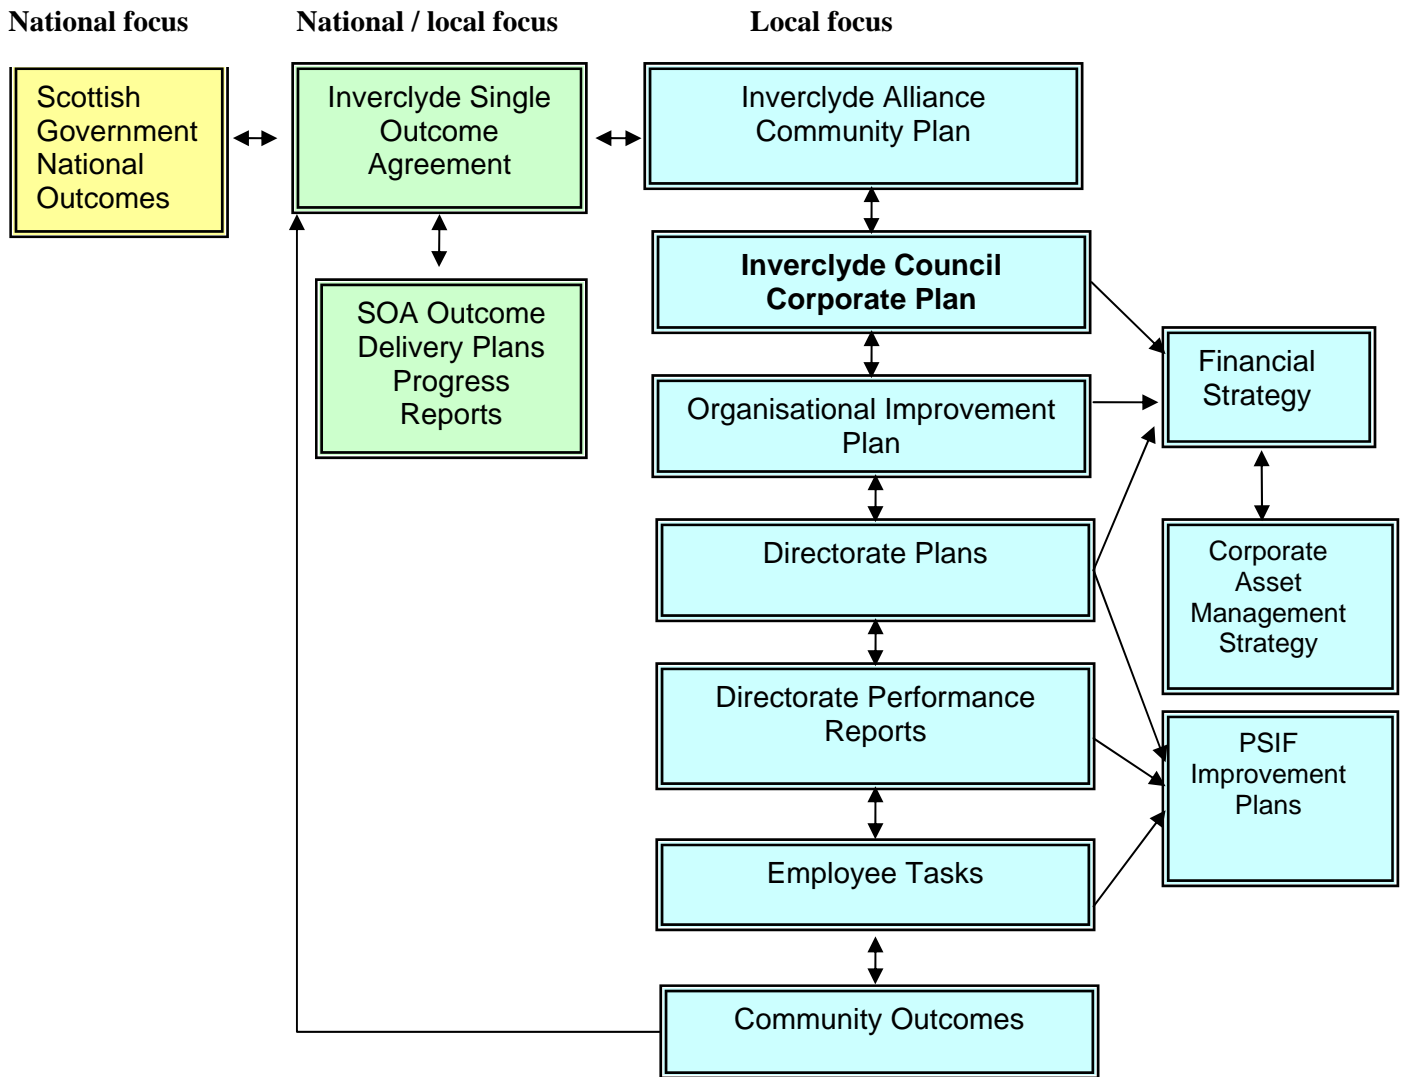 National focus
National / local focus
Local focus
Scottish
Government
National
Outcomes
Inverclyde Single
Outcome
Agreement
Inverclyde Alliance
Community Plan
SOA Outcome
Delivery Plans
Progress
Reports
Inverclyde Council
Corporate Plan
Organisational Improvement
Plan
Financial
Strategy
Directorate Plans
Corporate
Asset
Management
Strategy
Directorate Performance
Reports
PSIF
Improvement
Plans
Employee Tasks
Community Outcomes